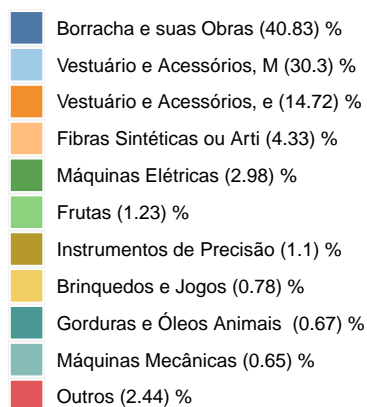 Borracha e suas Obras (40.83) %
Vestuário e Acessórios, M (30.3) %
Vestuário e Acessórios, e (14.72) %
Fibras Sintéticas ou Arti (4.33) %
Máquinas Elétricas (2.98) %
Frutas (1.23) %
Instrumentos de Precisão (1.1) %
Brinquedos e Jogos (0.78) %
Gorduras e Óleos Animais  (0.67) %
Máquinas Mecânicas (0.65) %
Outros (2.44) %